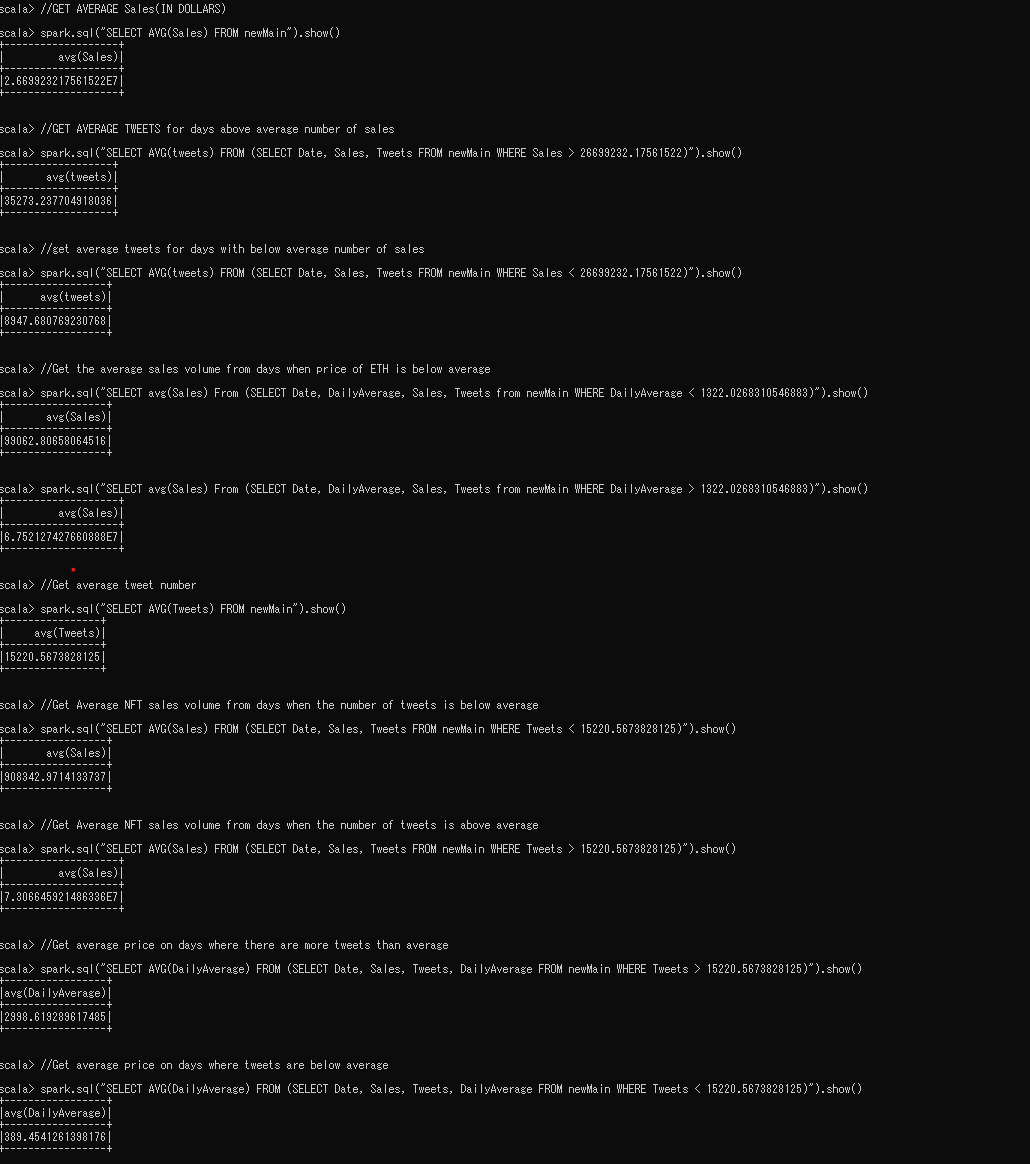 scala> //GET AVERAGE Sales(IN DOLLARS)
scala> spark.sql("SELECT AVG(Sales) FROM newMain").show()
+-------------------+
|         avg(Sales)|
+-------------------+
|2.669923217561522E7|
+-------------------+
scala> //GET AVERAGE TWEETS for days above average number of sales
scala> spark.sql("SELECT AVG(tweets) FROM (SELECT Date, Sales, Tweets FROM newMain WHERE Sales > 26699232.17561522)").show()
+------------------+
|       avg(tweets)|
+------------------+
|35273.237704918036|
+------------------+
scala> //get average tweets for days with below average number of sales
scala> spark.sql("SELECT AVG(tweets) FROM (SELECT Date, Sales, Tweets FROM newMain WHERE Sales < 26699232.17561522)").show()
+-----------------+
|      avg(tweets)|
+-----------------+
|8947.680769230768|
+-----------------+
scala> //Get the average sales volume from days when price of ETH is below average
scala> spark.sql("SELECT avg(Sales) From (SELECT Date, DailyAverage, Sales, Tweets from newMain WHERE DailyAverage < 1322.0268310546883)").show()
+-----------------+
|       avg(Sales)|
+-----------------+
|99062.80658064516|
+-----------------+
scala> spark.sql("SELECT avg(Sales) From (SELECT Date, DailyAverage, Sales, Tweets from newMain WHERE DailyAverage > 1322.0268310546883)").show()
+-------------------+
|         avg(Sales)|
+-------------------+
|6.752127427660888E7|
+-------------------+
scala> //Get average tweet number
scala> spark.sql("SELECT AVG(Tweets) FROM newMain").show()
+----------------+
|     avg(Tweets)|
+----------------+
|15220.5673828125|
+----------------+
scala> //Get Average NFT sales volume from days when the number of tweets is below average
scala> spark.sql("SELECT AVG(Sales) FROM (SELECT Date, Sales, Tweets FROM newMain WHERE Tweets < 15220.5673828125)").show()
+-----------------+
|       avg(Sales)|
+-----------------+
|908342.9714133737|
+-----------------+
scala> //Get Average NFT sales volume from days when the number of tweets is above average
scala> spark.sql("SELECT AVG(Sales) FROM (SELECT Date, Sales, Tweets FROM newMain WHERE Tweets > 15220.5673828125)").show()
+-------------------+
|         avg(Sales)|
+-------------------+
|7.306645921486336E7|
+-------------------+
scala> //Get average price on days where there are more tweets than average
scala> spark.sql("SELECT AVG(DailyAverage) FROM (SELECT Date, Sales, Tweets, DailyAverage FROM newMain WHERE Tweets > 15220.5673828125)").show()
+-----------------+
|avg(DailyAverage)|
+-----------------+
|2998.619289617485|
+-----------------+
scala> //Get average price on days where tweets are below average
scala> spark.sql("SELECT AVG(DailyAverage) FROM (SELECT Date, Sales, Tweets, DailyAverage FROM newMain WHERE Tweets < 15220.5673828125)").show()
+-----------------+
|avg(DailyAverage)|
+-----------------+
|389.4541261398176|
+-----------------+